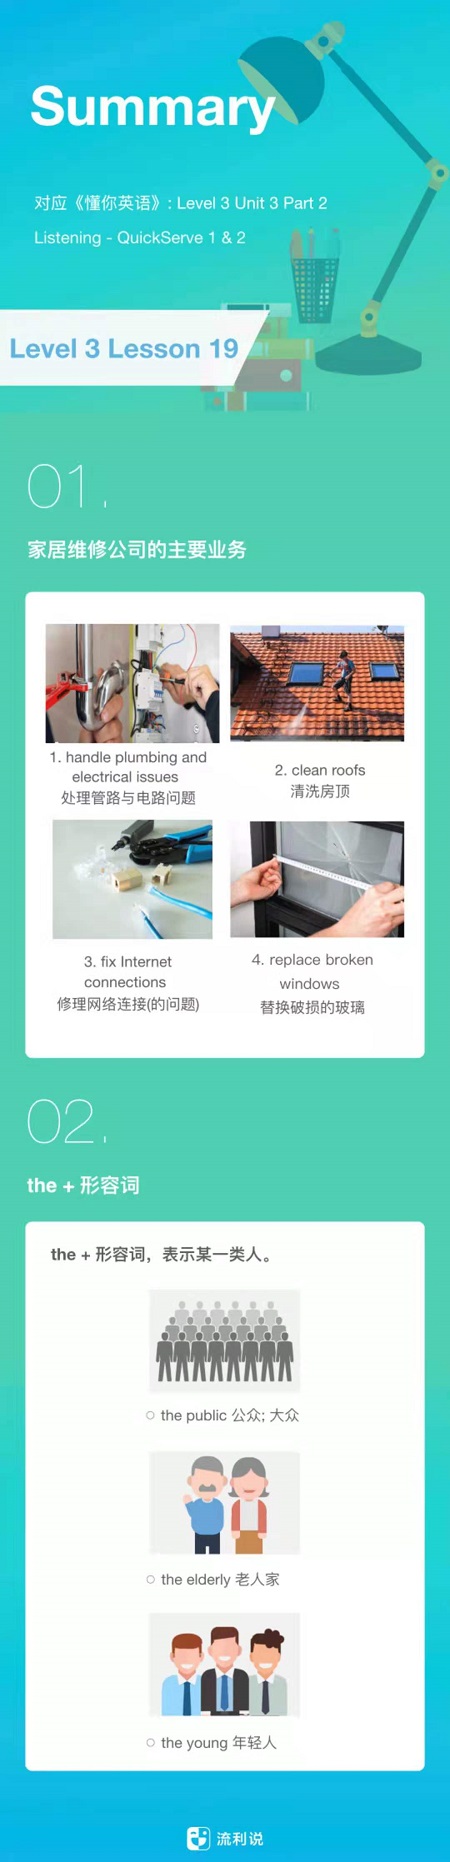 Summary
对应《懂你英语》: Level 3 Unit 3 Part 2
Listening - QuickServe 1 & 2
Level 3 Lesson 19
01.
家居维修公司的主要业务
1. handle plumbing and
electrical issues
处理管路与电路问题
2. clean roofs
清洗房顶
3. fix Internet
connections
修理网络连接(的问题)
4. replace broken
windows
替换破损的玻璃
02.
the + 形容词
the + 形容词，表示某一类人。
the public 公众; 大众
the elderly 老人家
the young 年轻人
流利说